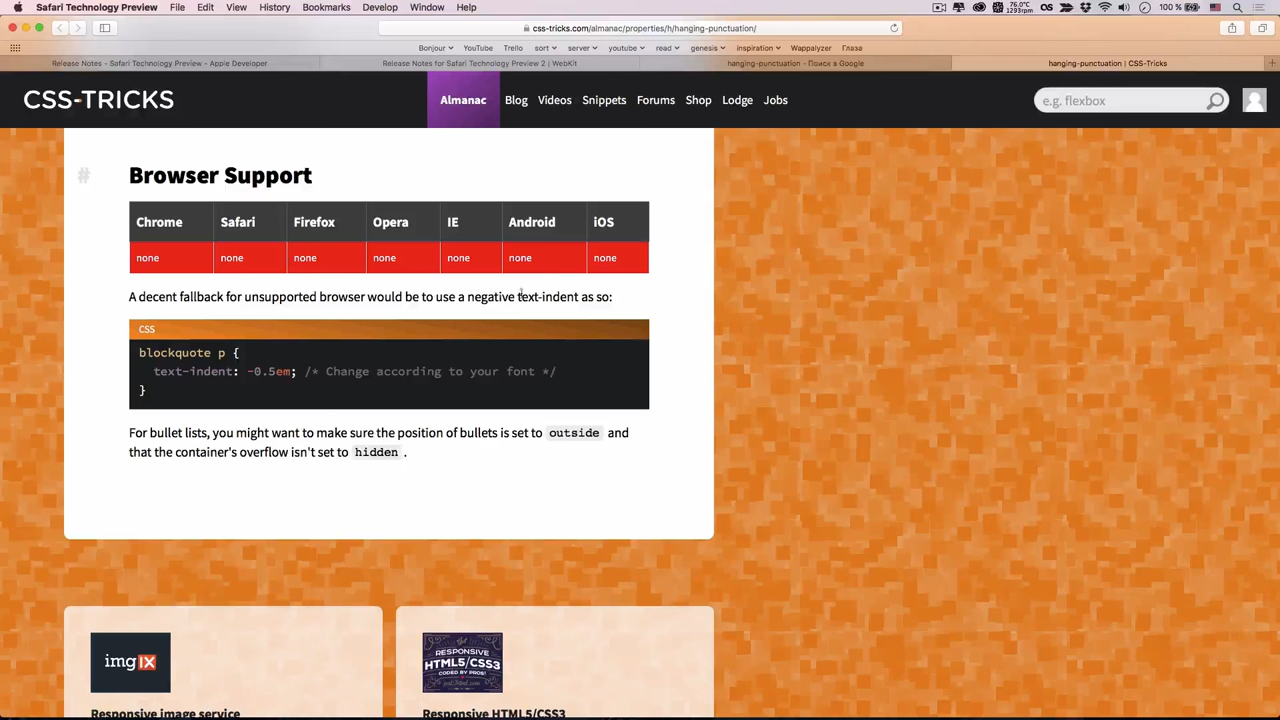 Safari Technology Preview File Edit View History Bookmarks Develop Window Help
76.0°C
1293rpm
100 %
css-tricks.com/almanac/properties/h/hanging-punctuation/
Bonjour YouTube Trello sort server youtube read genesis inspiration Wappalyzer Глаза
Release Notes - Safari Technology Preview - Apple Developer
Release Notes for Safari Technology Preview 2 | WebKit
hanging-punctuation - Поиск в Google
hanging-punctuation | CSS-Tricks
CSS-TRICKS
Almanac Blog Videos Snippets Forums Shop Lodge Jobs
e.g. flexbox
# Browser Support
Chrome Safari Firefox Opera IE Android iOS
none none none none none none none
A decent fallback for unsupported browser would be to use a negative text-indent as so:
CSS
blockquote p {
text-indent: -0.5em; /* Change according to your font */
}
For bullet lists, you might want to make sure the position of bullets is set to outside and
that the container's overflow isn't set to hidden .
imgIX
RESPONSIVE
HTML5/CSS3
CODED BY PROS!
Responsive image service
Responsive HTML5/CSS3